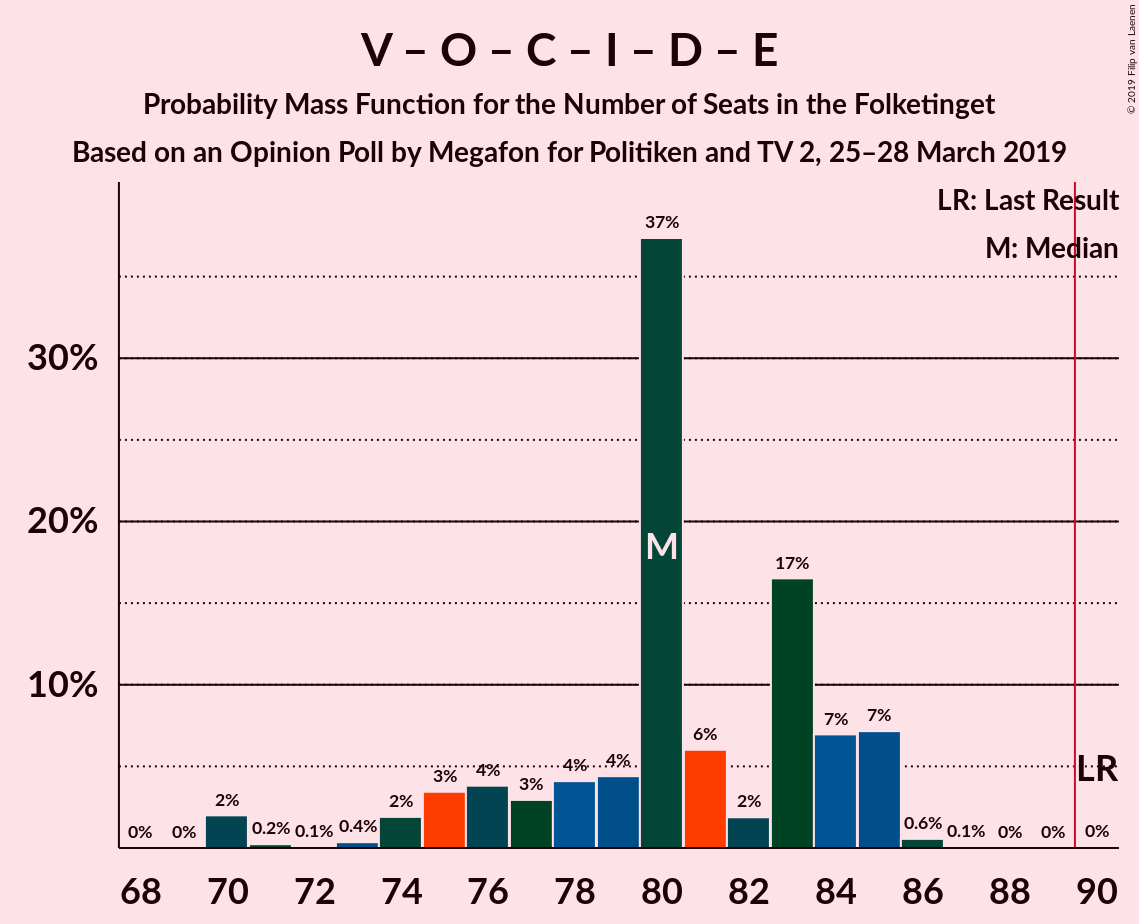 V – O – C – I – D – E
Probability Mass Function for the Number of Seats in the Folketinget
Based on an Opinion Poll by Megafon for Politiken and TV 2, 25–28 March 2019
© 2019 Filip van Laenen
LR: Last Result
M: Median
30%
20%
10%
0% 0% 2% 0.2% 0.1% 0.4% 2% 3% 4% 3% 4% 4% 37% 6% 2% 17% 7% 7% 0.6% 0.1% 0% 0% 0%
M
LR
68 70 72 74 76 78 80 82 84 86 88 90